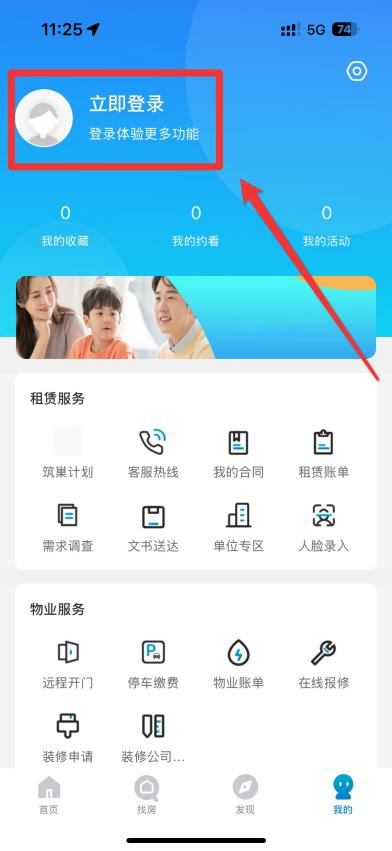 11:25 5G 74
立即登录
登录体验更多功能
0 0 0
我的收藏 我的约看 我的活动
租赁服务
筑巢计划 客服热线 我的合同 租赁账单
需求调查 文书送达 单位专区 人脸录入
物业服务
P
远程开门 停车缴费 物业账单 在线报修
装修申请 装修公司...
首页 找房 发现 我的